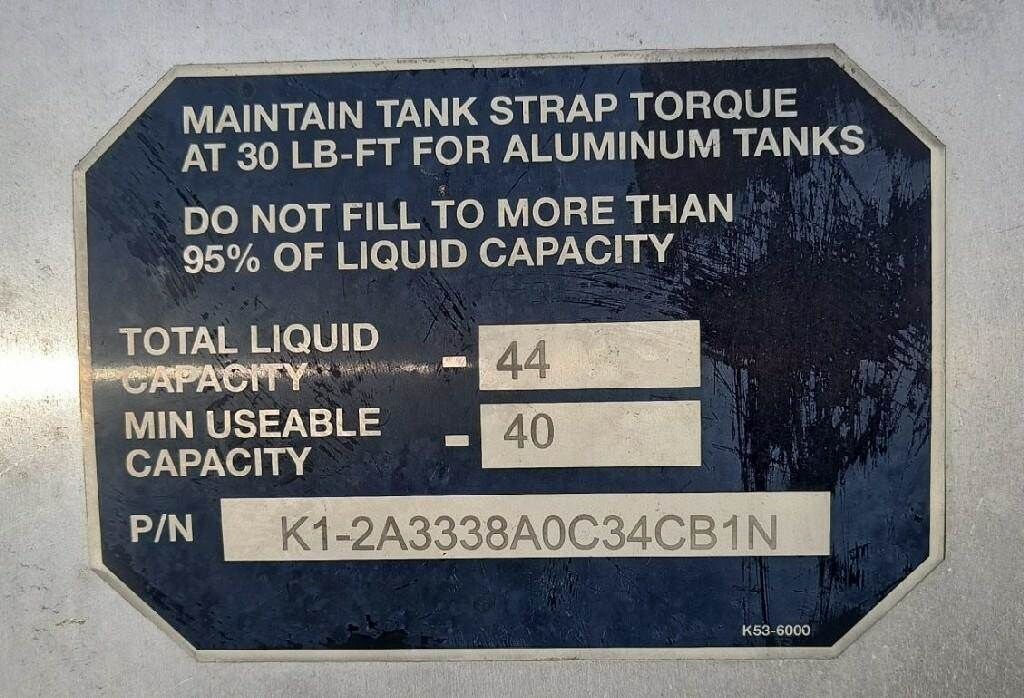 MAINTAIN TANK STRAP TORQUE
AT 30 LB-FT FOR ALUMINUM TANKS
DO NOT FILL TO MORE THAN
95% OF LIQUID CAPACITY
TOTAL LIQUID
CAPACITY - 44
MIN USEABLE
CAPACITY - 40
P/N K1-2A3338A0C34CB1N
K53-6000